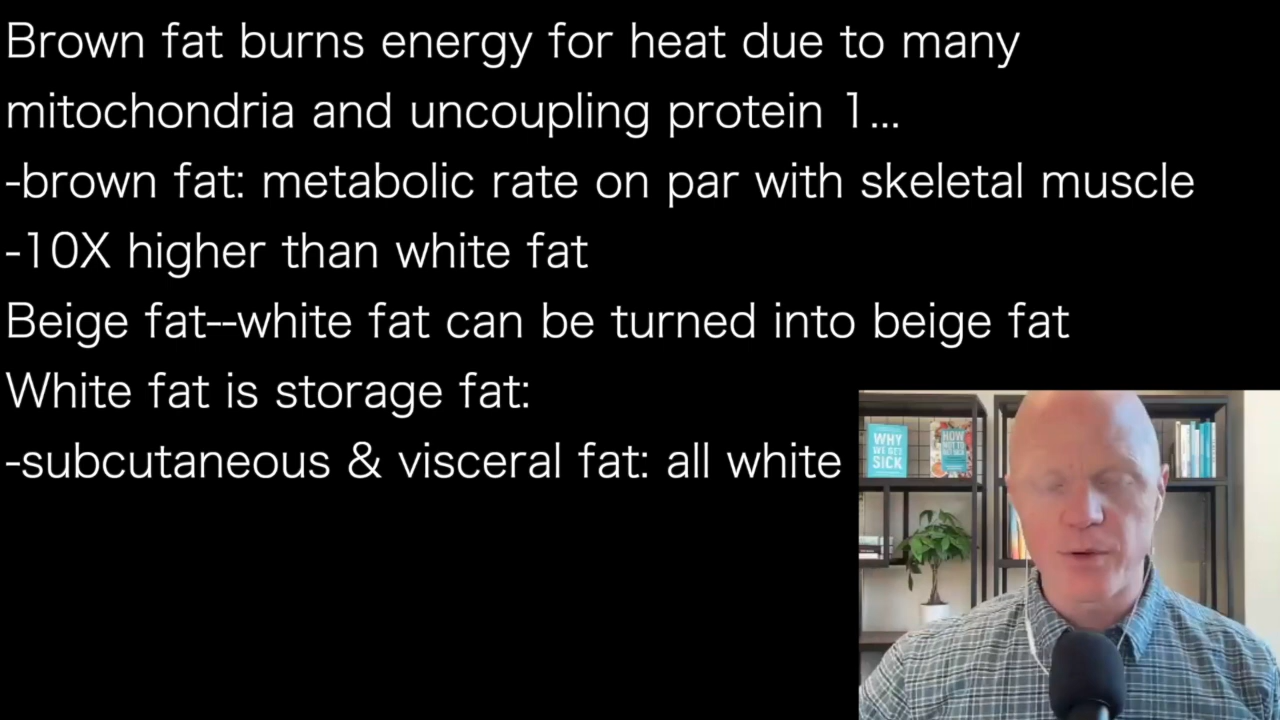 Brown fat burns energy for heat due to many
mitochondria and uncoupling protein 1...
-brown fat: metabolic rate on par with skeletal muscle
-10X higher than white fat
Beige fat--white fat can be turned into beige fat
White fat is storage fat:
-subcutaneous & visceral fat: all white
WHY
WE GET
SICK
HOW
NOT TO